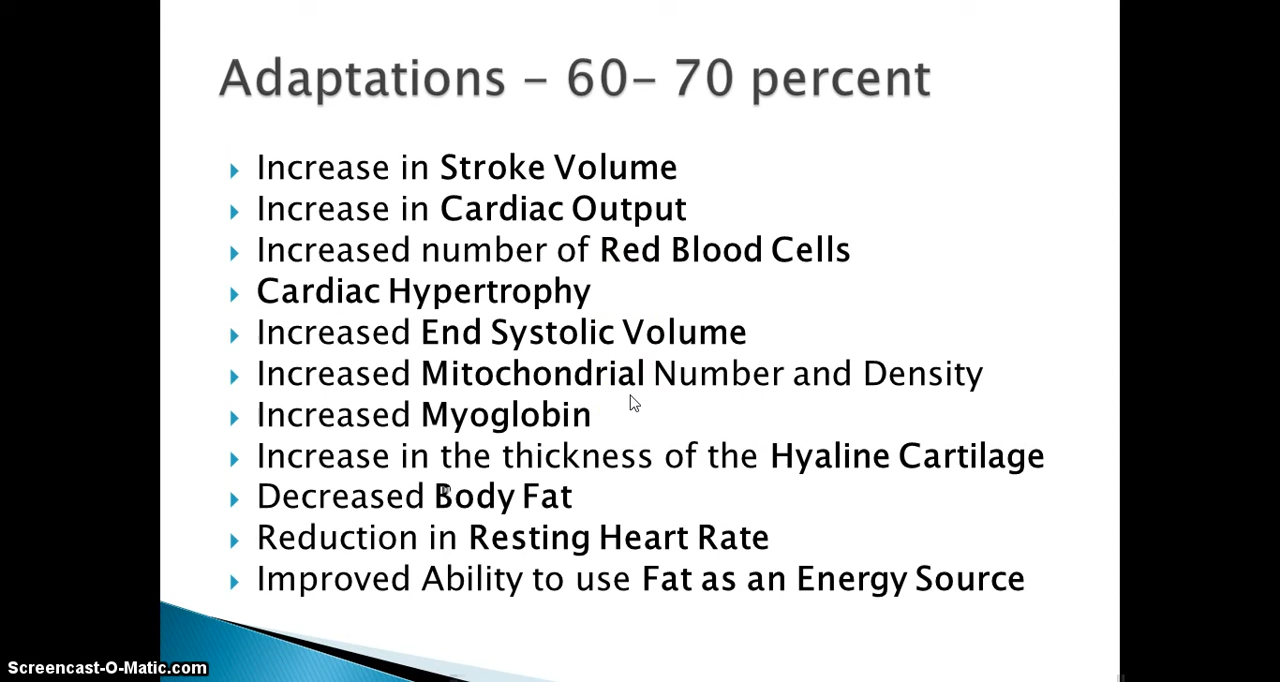 Adaptations – 60– 70 percent
Increase in Stroke Volume
Increase in Cardiac Output
Increased number of Red Blood Cells
Cardiac Hypertrophy
Increased End Systolic Volume
Increased Mitochondrial Number and Density
Increased Myoglobin
Increase in the thickness of the Hyaline Cartilage
Decreased Body Fat
Reduction in Resting Heart Rate
Improved Ability to use Fat as an Energy Source
Screencast-O-Matic.com